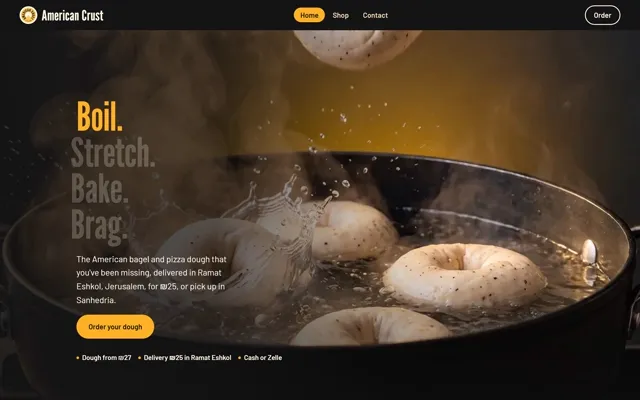 American Crust
Home
Shop
Contact
Order
Boil.
Stretch.
Bake.
Brag.
The American bagel and pizza dough that
you've been missing, delivered in Ramat
Eshkol, Jerusalem, for ₪25, or pick up in
Sanhedria.
Order your dough
Dough from ₪27
Delivery ₪25 in Ramat Eshkol
Cash or Zelle